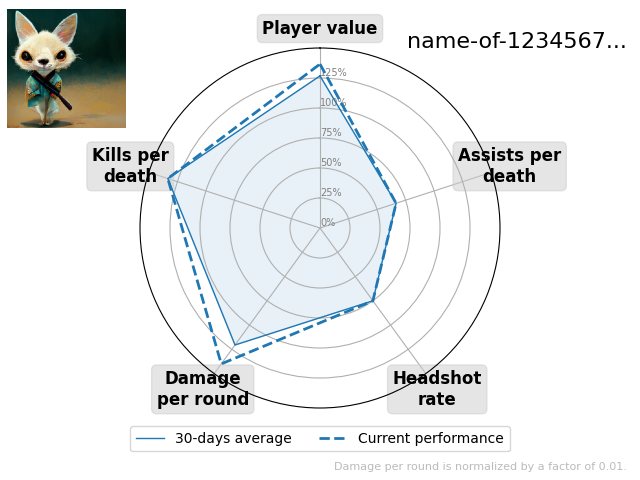 Player value
name-of-1234567...
125%
100%
75%
50%
25%
0%
Kills per
death
Assists per
death
Damage
per round
Headshot
rate
30-days average
Current performance
Damage per round is normalized by a factor of 0.01.